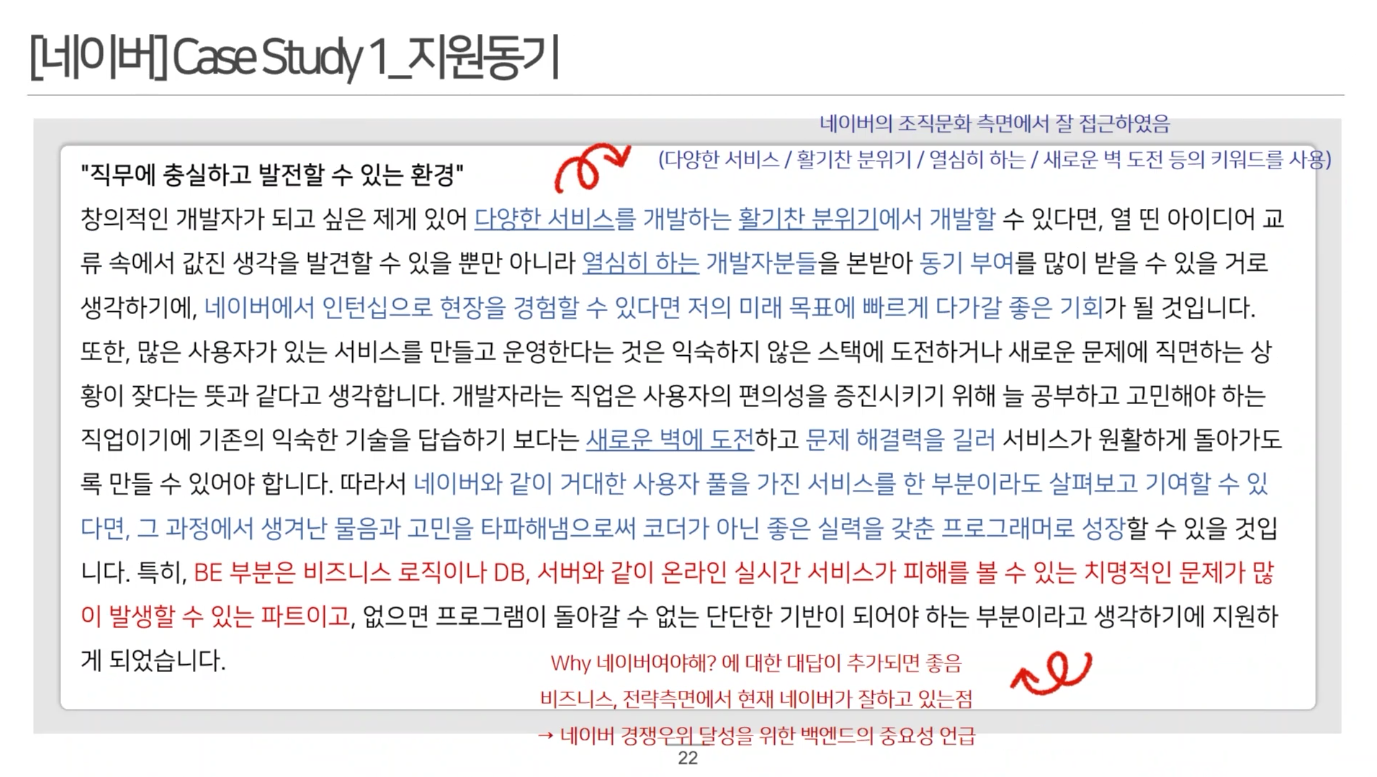 [네이버] Case Study 1_지원동기
네이버의 조직문화 측면에서 잘 접근하였음
(다양한 서비스 / 활기찬 분위기 / 열심히 하는 / 새로운 벽 도전 등의 키워드를 사용)
"직무에 충실하고 발전할 수 있는 환경"
창의적인 개발자가 되고 싶은 제게 있어 다양한 서비스를 개발하는 활기찬 분위기에서 개발할 수 있다면, 열 띤 아이디어 교
류 속에서 값진 생각을 발견할 수 있을 뿐만 아니라 열심히 하는 개발자분들을 본받아 동기 부여를 많이 받을 수 있을 거로
생각하기에, 네이버에서 인턴십으로 현장을 경험할 수 있다면 저의 미래 목표에 빠르게 다가갈 좋은 기회가 될 것입니다.
또한, 많은 사용자가 있는 서비스를 만들고 운영한다는 것은 익숙하지 않은 스택에 도전하거나 새로운 문제에 직면하는 상
황이 잦다는 뜻과 같다고 생각합니다. 개발자라는 직업은 사용자의 편의성을 증진시키기 위해 늘 공부하고 고민해야 하는
직업이기에 기존의 익숙한 기술을 답습하기 보다는 새로운 벽에 도전하고 문제 해결력을 길러 서비스가 원활하게 돌아가도
록 만들 수 있어야 합니다. 따라서 네이버와 같이 거대한 사용자 풀을 가진 서비스를 한 부분이라도 살펴보고 기여할 수 있
다면, 그 과정에서 생겨난 물음과 고민을 타파해냄으로써 코더가 아닌 좋은 실력을 갖춘 프로그래머로 성장할 수 있을 것입
니다. 특히, BE 부분은 비즈니스 로직이나 DB, 서버와 같이 온라인 실시간 서비스가 피해를 볼 수 있는 치명적인 문제가 많
이 발생할 수 있는 파트이고, 없으면 프로그램이 돌아갈 수 없는 단단한 기반이 되어야 하는 부분이라고 생각하기에 지원하
게 되었습니다.
Why 네이버여야해? 에 대한 대답이 추가되면 좋음
비즈니스, 전략측면에서 현재 네이버가 잘하고 있는점
→ 네이버 경쟁우위 달성을 위한 백엔드의 중요성 언급
22